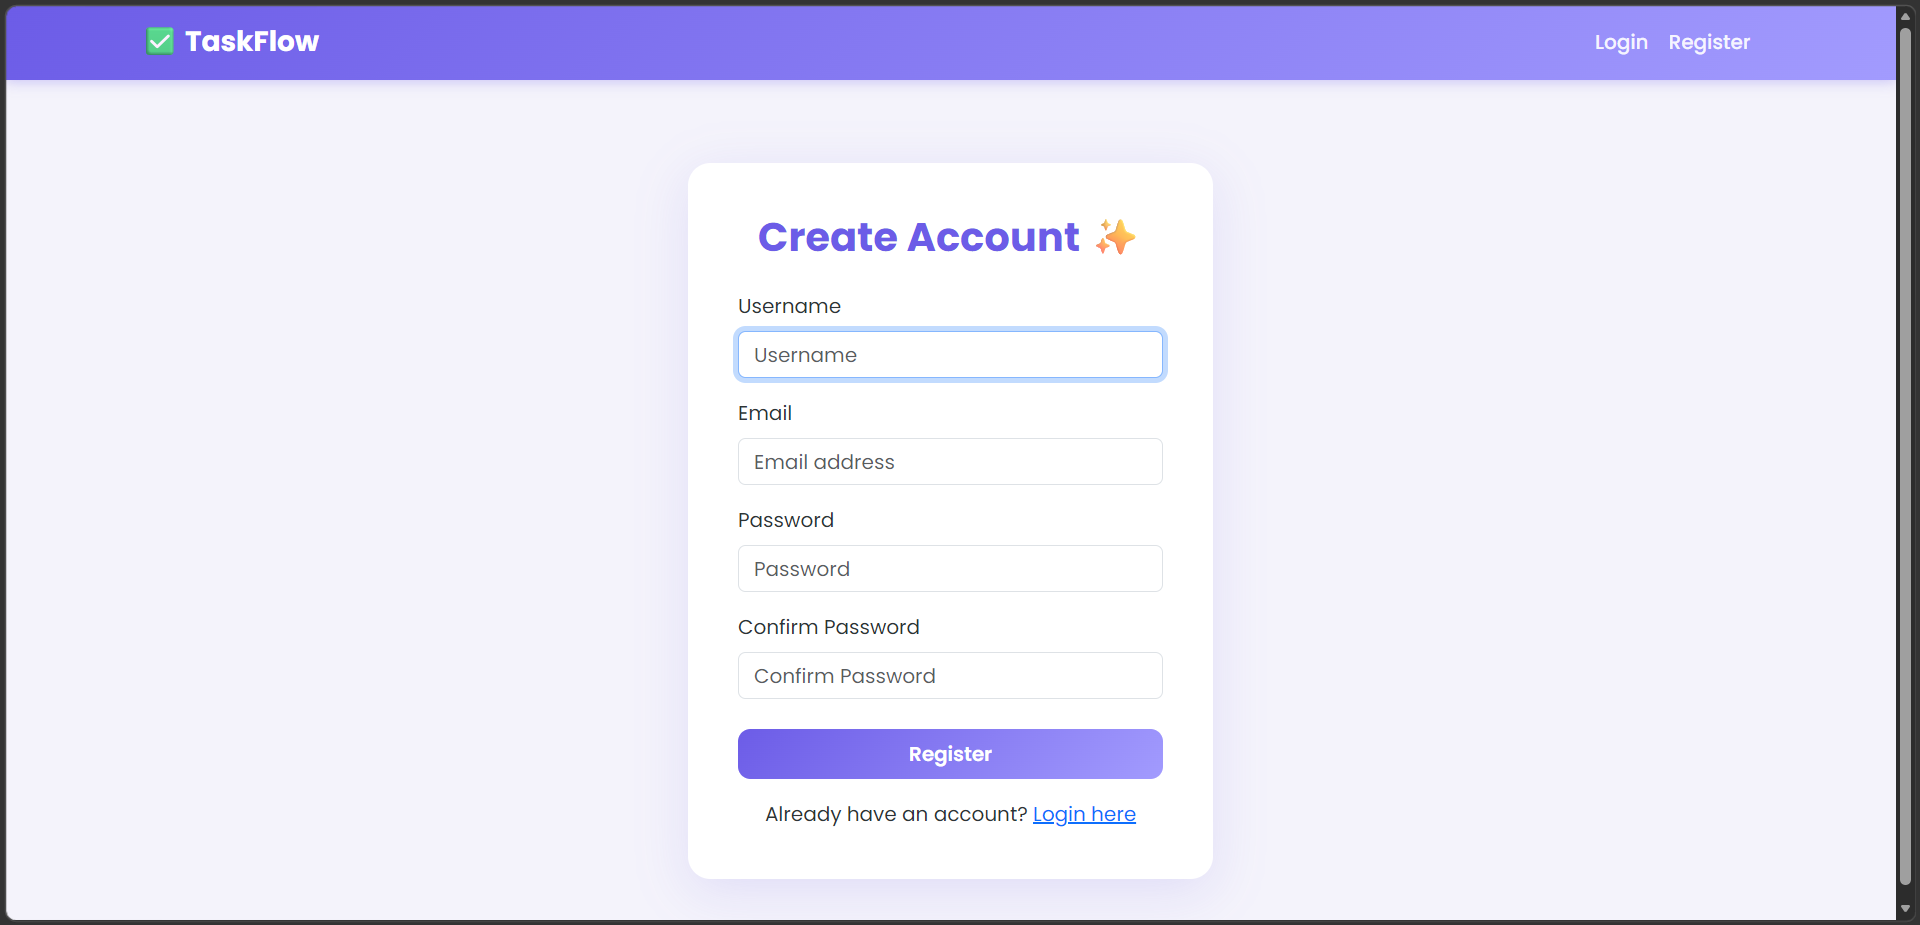 ✅ TaskFlow
Login Register
Create Account ✨
Username
Username
Email
Email address
Password
Password
Confirm Password
Confirm Password
Register
Already have an account? Login here